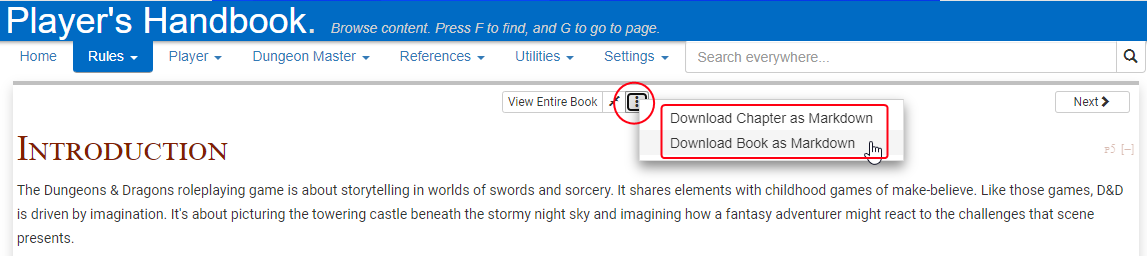 Player's Handbook. Browse content. Press F to find, and G to go to page.
Home Rules Player Dungeon Master References Utilities Settings Search everywhere...
View Entire Book Next
Download Chapter as Markdown
Download Book as Markdown
INTRODUCTION P5 [–]
The Dungeons & Dragons roleplaying game is about storytelling in worlds of swords and sorcery. It shares elements with childhood games of make-believe. Like those games, D&D
is driven by imagination. It's about picturing the towering castle beneath the stormy night sky and imagining how a fantasy adventurer might react to the challenges that scene
presents.